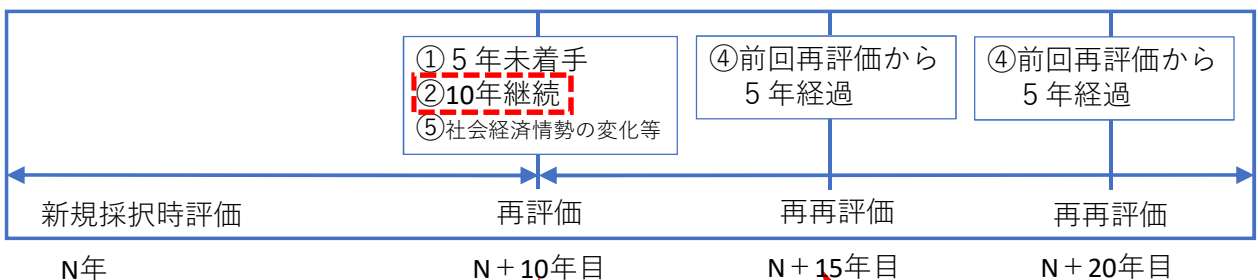 ①５年未着手
②10年継続
⑤社会経済情勢の変化等
④前回再評価から
５年経過
④前回再評価から
５年経過
新規採択時評価
再評価
再再評価
再再評価
N年
N＋10年目
N＋15年目
N＋20年目